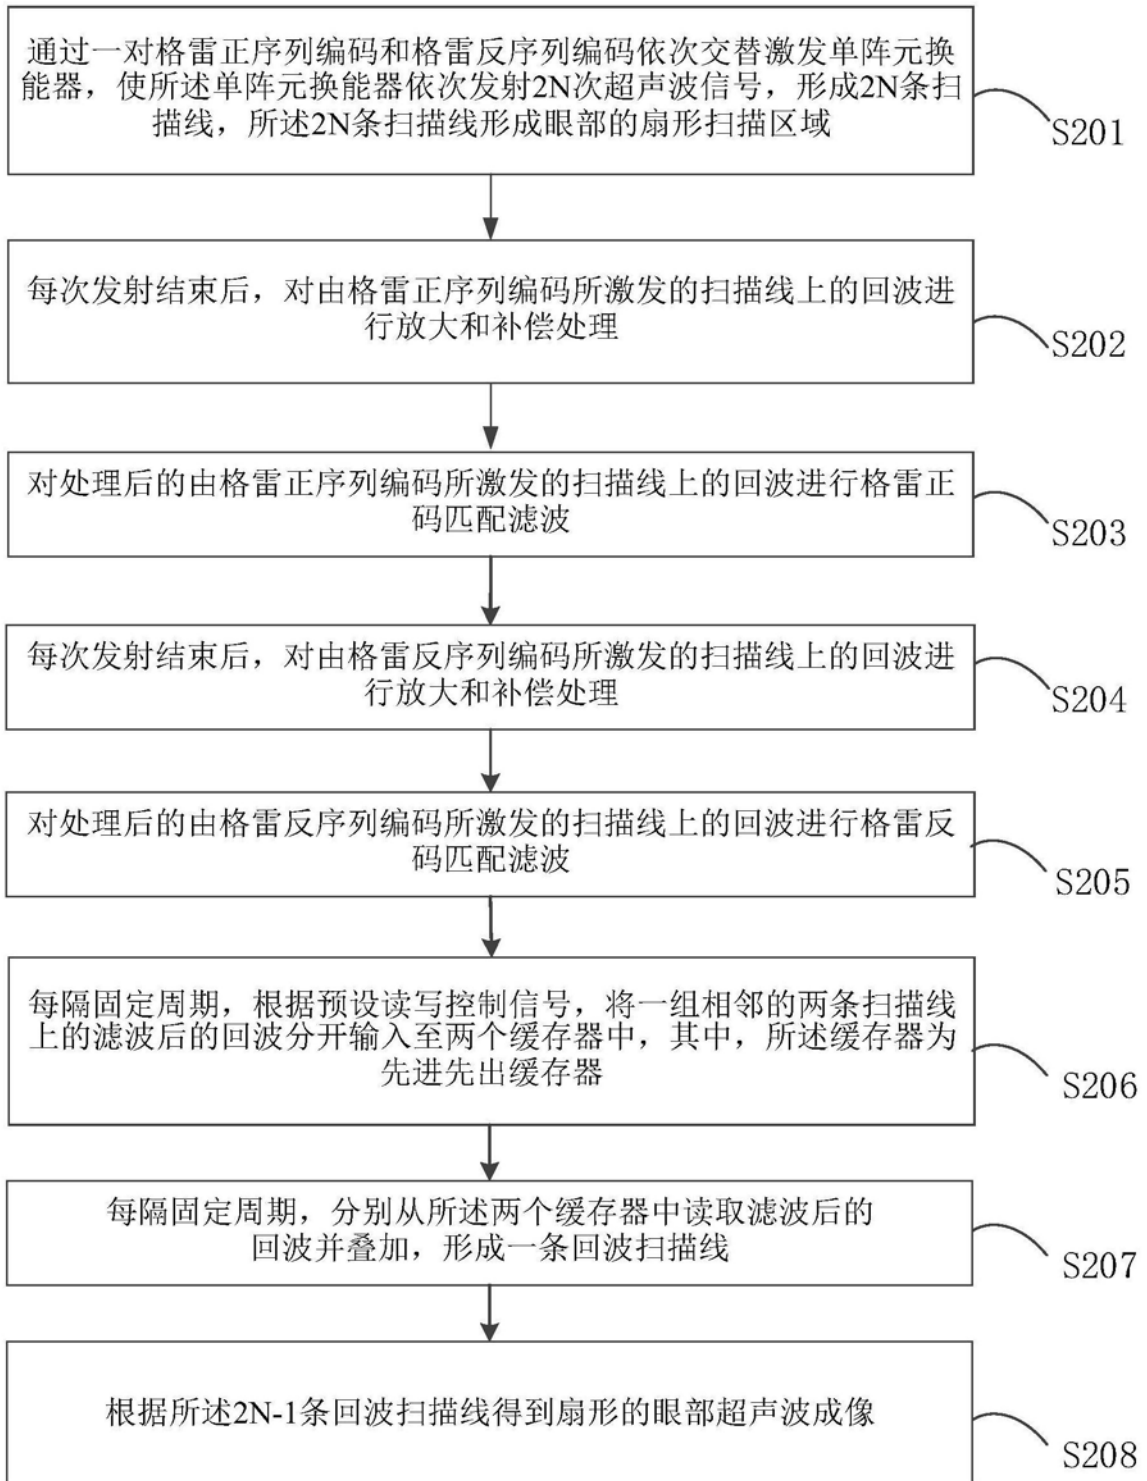 通过一对格雷正序列编码和格雷反序列编码依次交替激发单阵元换
能器，使所述单阵元换能器依次发射2N次超声波信号，形成2N条扫
描线，所述2N条扫描线形成眼部的扇形扫描区域
S201
每次发射结束后，对由格雷正序列编码所激发的扫描线上的回波进
行放大和补偿处理
S202
对处理后的由格雷正序列编码所激发的扫描线上的回波进行格雷正
码匹配滤波
S203
每次发射结束后，对由格雷反序列编码所激发的扫描线上的回波进
行放大和补偿处理
S204
对处理后的由格雷反序列编码所激发的扫描线上的回波进行格雷反
码匹配滤波
S205
每隔固定周期，根据预设读写控制信号，将一组相邻的两条扫描线
上的滤波后的回波分开输入至两个缓存器中，其中，所述缓存器为
先进先出缓存器
S206
每隔固定周期，分别从所述两个缓存器中读取滤波后的
回波并叠加，形成一条回波扫描线
S207
根据所述2N-1条回波扫描线得到扇形的眼部超声波成像
S208